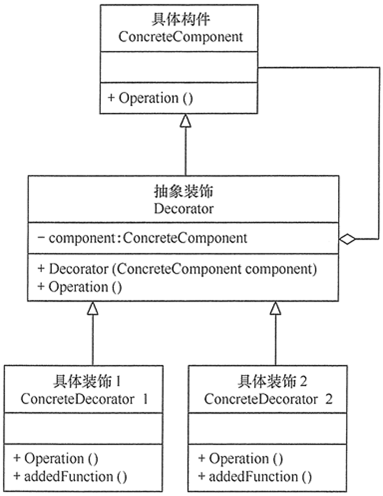 具体构件
ConcreteComponent
+ Operation ()
抽象装饰
Decorator
- component:ConcreteComponent
+ Decorator (ConcreteComponent component)
+ Operation ()
具体装饰1
ConcreteDecorator 1
+ Operation ()
+ addedFunction ()
具体装饰2
ConcreteDecorator 2
+ Operation ()
+ addedFunction ()